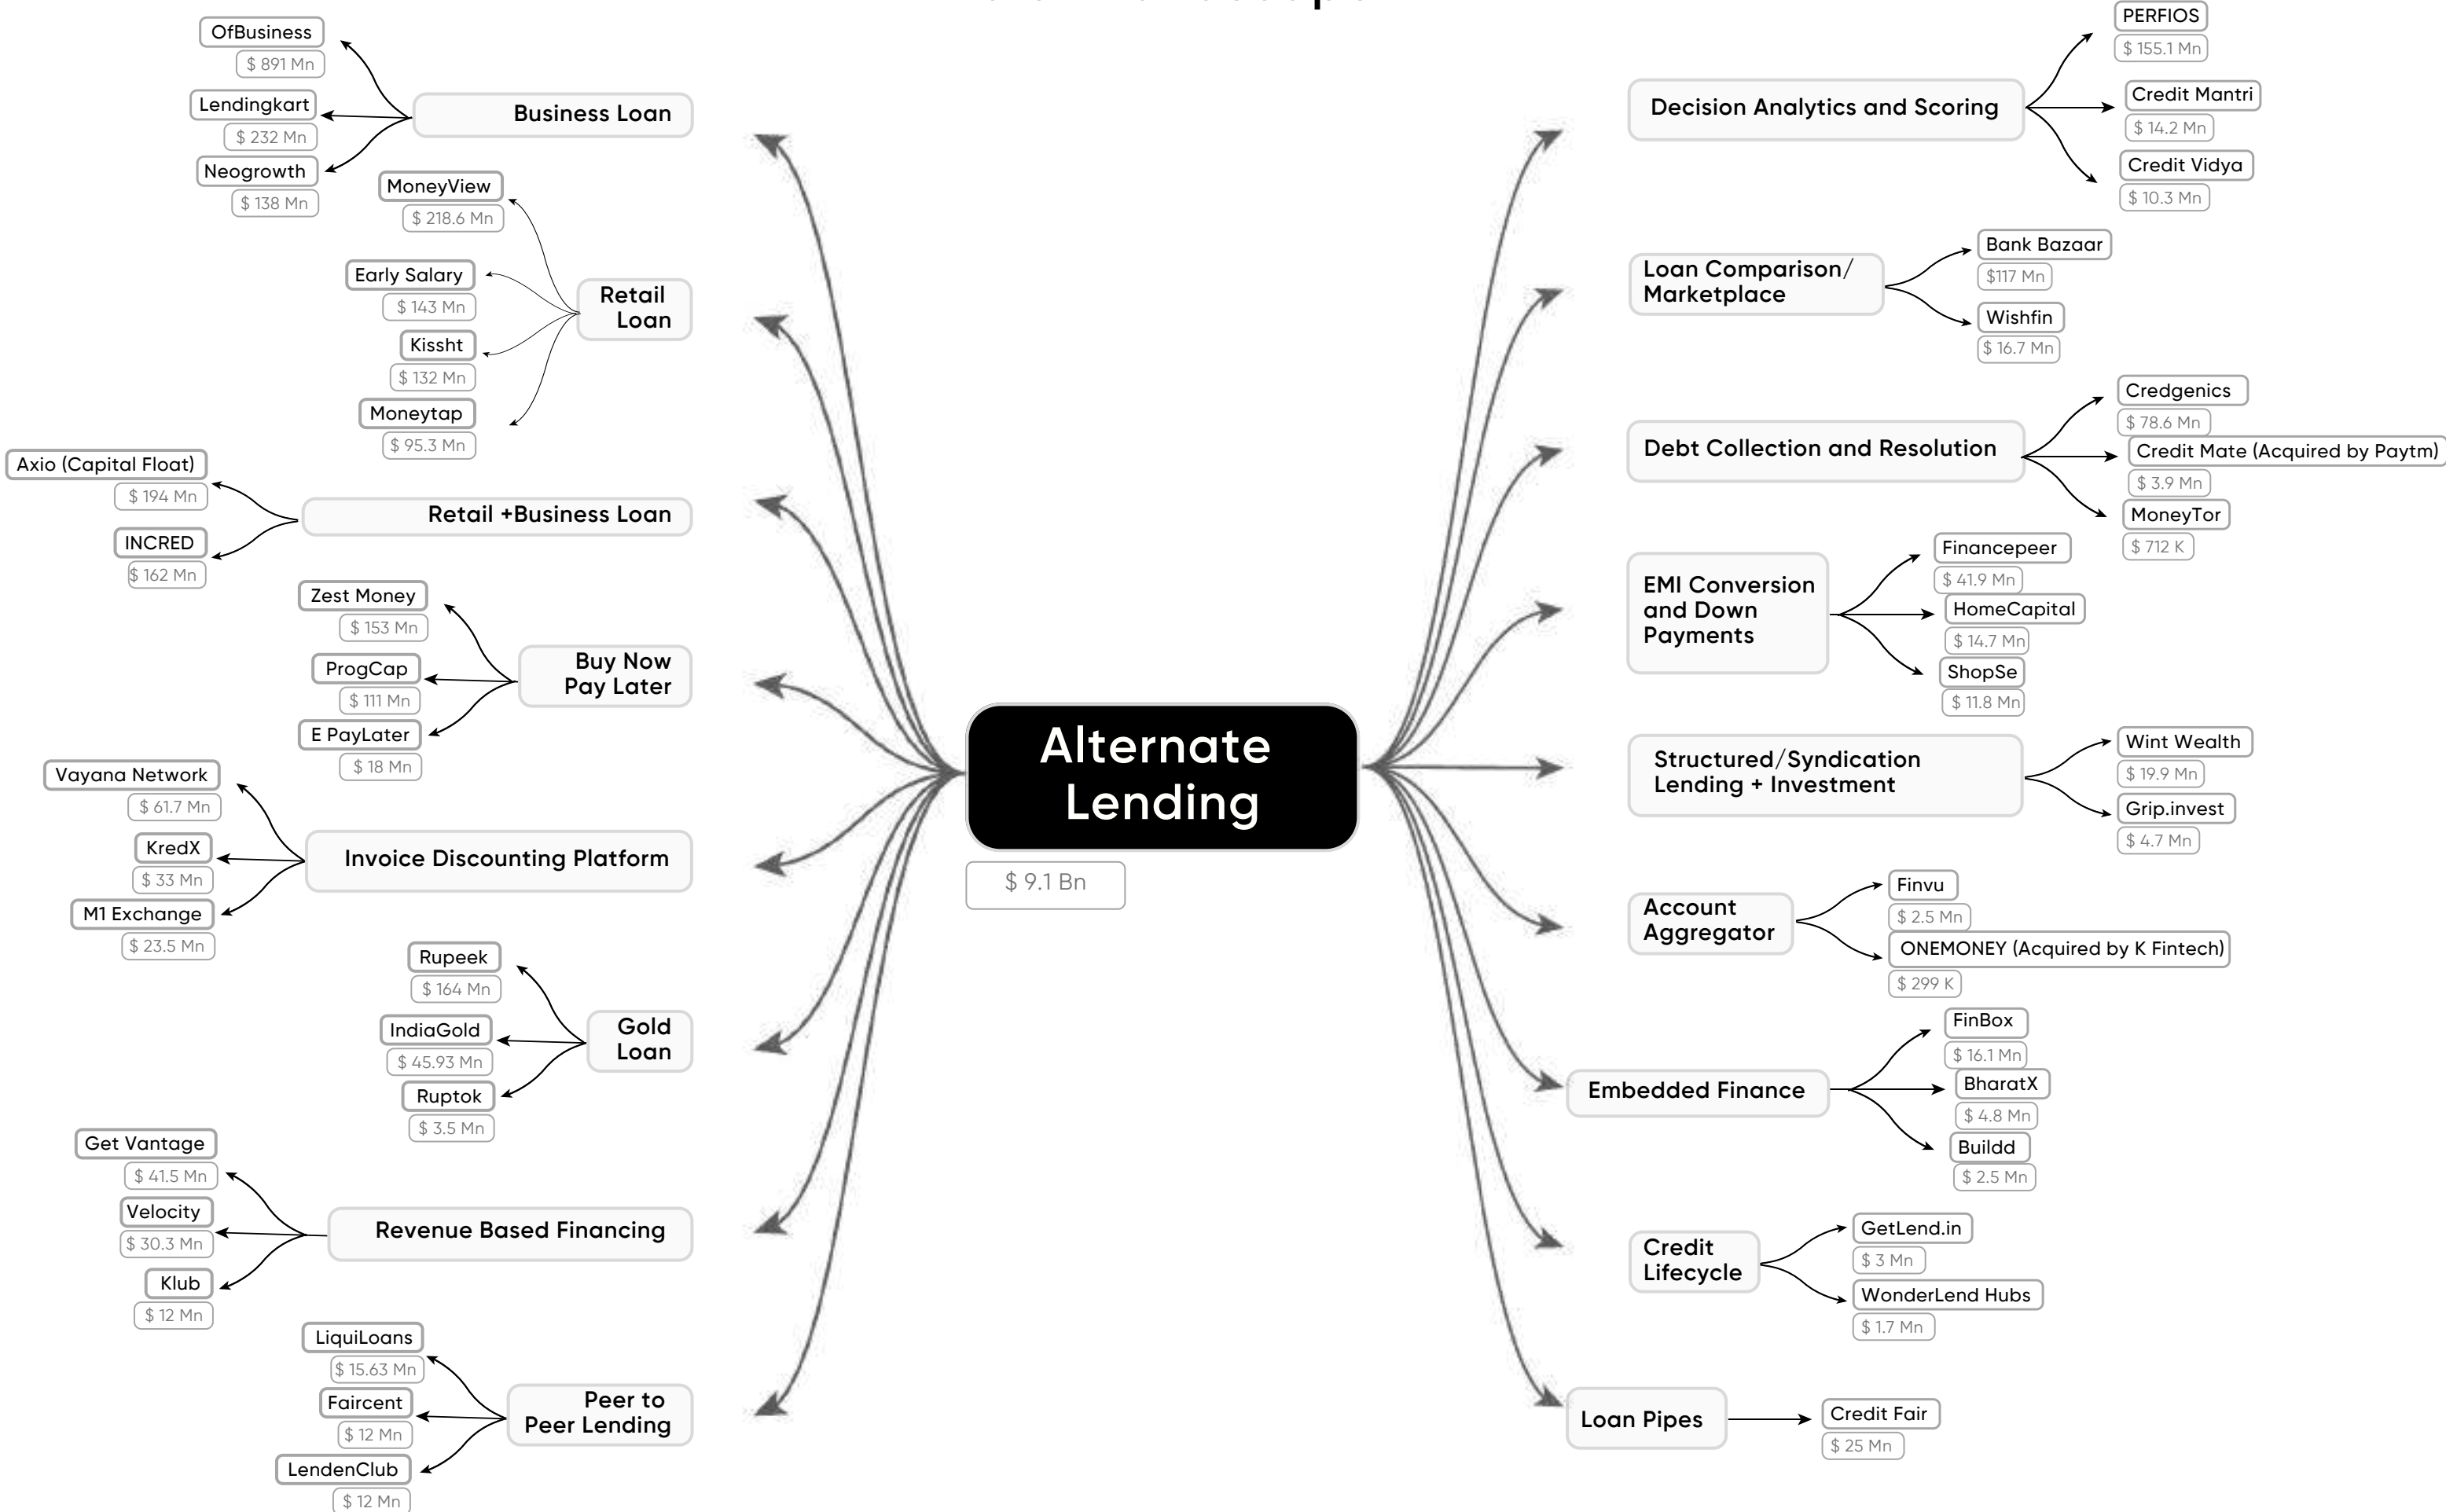 OfBusiness
$ 891 Mn
Lendingkart
$ 232 Mn
Neogrowth
$ 138 Mn
Business Loan
MoneyView
$ 218.6 Mn
Early Salary
$ 143 Mn
Kissht
$ 132 Mn
Moneytap
$ 95.3 Mn
Retail
Loan
Axio (Capital Float)
$ 194 Mn
INCRED
$ 162 Mn
Retail +Business Loan
Zest Money
$ 153 Mn
ProgCap
$ 111 Mn
E PayLater
$ 18 Mn
Buy Now
Pay Later
Vayana Network
$ 61.7 Mn
KredX
$ 33 Mn
M1 Exchange
$ 23.5 Mn
Invoice Discounting Platform
Rupeek
$ 164 Mn
IndiaGold
$ 45.93 Mn
Ruptok
$ 3.5 Mn
Gold
Loan
Get Vantage
$ 41.5 Mn
Velocity
$ 30.3 Mn
Klub
$ 12 Mn
Revenue Based Financing
LiquiLoans
$ 15.63 Mn
Faircent
$ 12 Mn
LendenClub
$ 12 Mn
Peer to
Peer Lending
Alternate
Lending
$ 9.1 Bn
Decision Analytics and Scoring
PERFIOS
$ 155.1 Mn
Credit Mantri
$ 14.2 Mn
Credit Vidya
$ 10.3 Mn
Loan Comparison/
Marketplace
Bank Bazaar
$117 Mn
Wishfin
$ 16.7 Mn
Debt Collection and Resolution
Credgenics
$ 78.6 Mn
Credit Mate (Acquired by Paytm)
$ 3.9 Mn
MoneyTor
$ 712 K
EMI Conversion
and Down
Payments
Financepeer
$ 41.9 Mn
HomeCapital
$ 14.7 Mn
ShopSe
$ 11.8 Mn
Structured/Syndication
Lending + Investment
Wint Wealth
$ 19.9 Mn
Grip.invest
$ 4.7 Mn
Account
Aggregator
Finvu
$ 2.5 Mn
ONEMONEY (Acquired by K Fintech)
$ 299 K
Embedded Finance
FinBox
$ 16.1 Mn
BharatX
$ 4.8 Mn
Buildd
$ 2.5 Mn
Credit
Lifecycle
GetLend.in
$ 3 Mn
WonderLend Hubs
$ 1.7 Mn
Loan Pipes
Credit Fair
$ 25 Mn